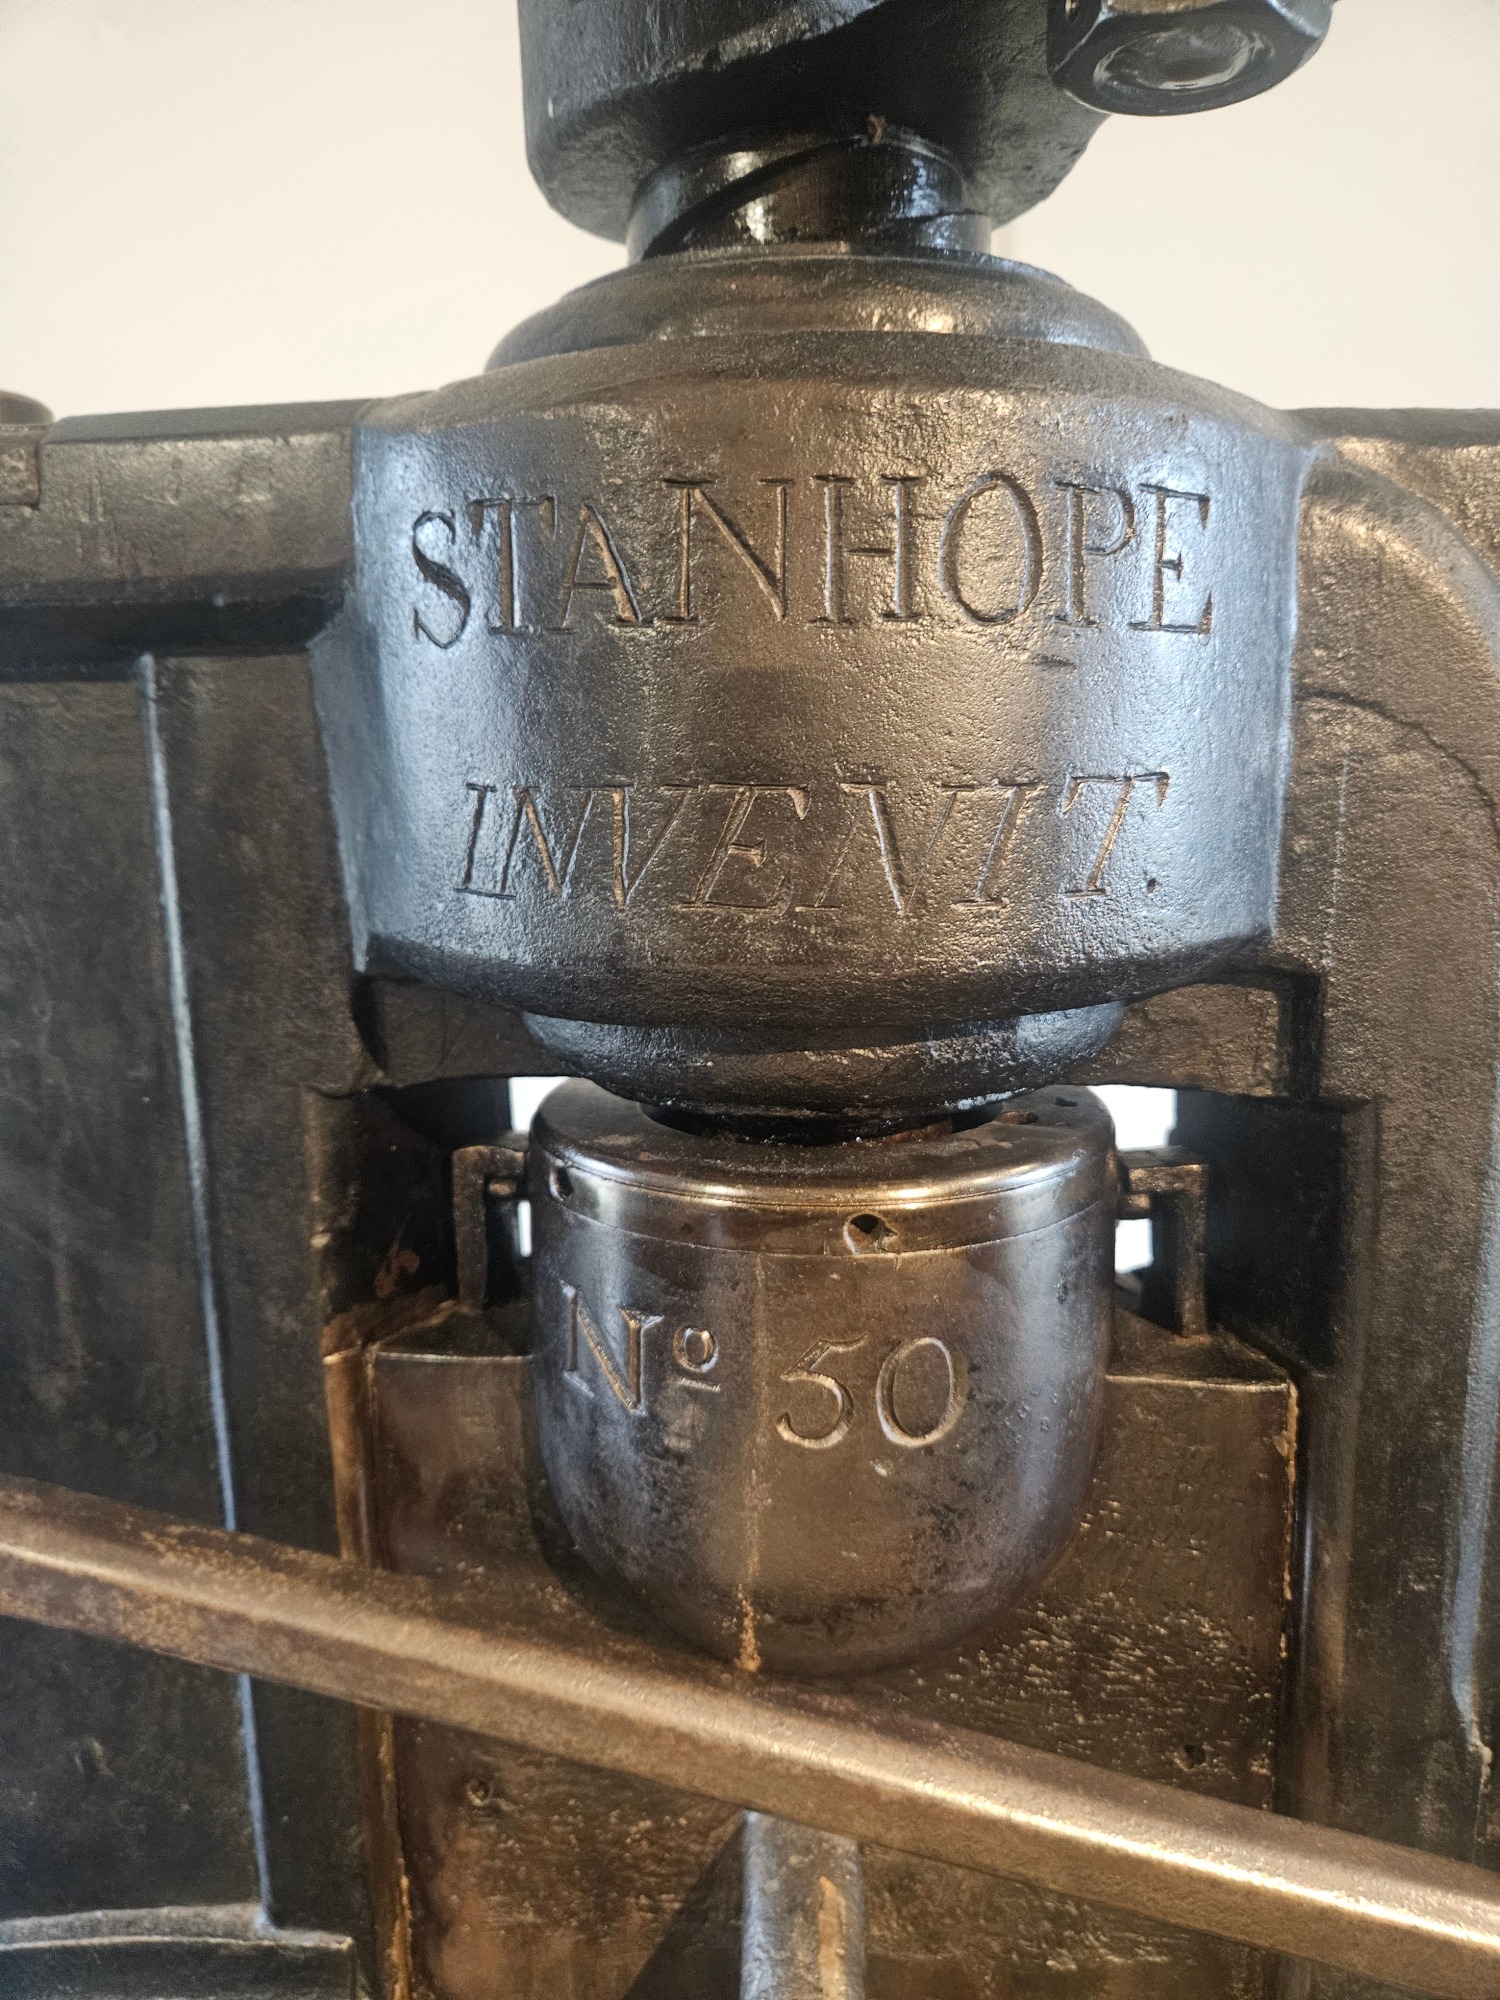 STANHOPE
INVENIT.
Nº 50